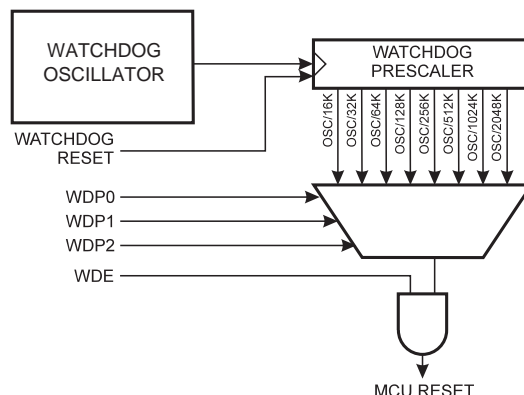 WATCHDOG
OSCILLATOR
WATCHDOG
PRESCALER
WATCHDOG
RESET
OSC/16K
OSC/32K
OSC/64K
OSC/128K
OSC/256K
OSC/512K
OSC/1024K
OSC/2048K
WDP0
WDP1
WDP2
WDE
MCU RESET